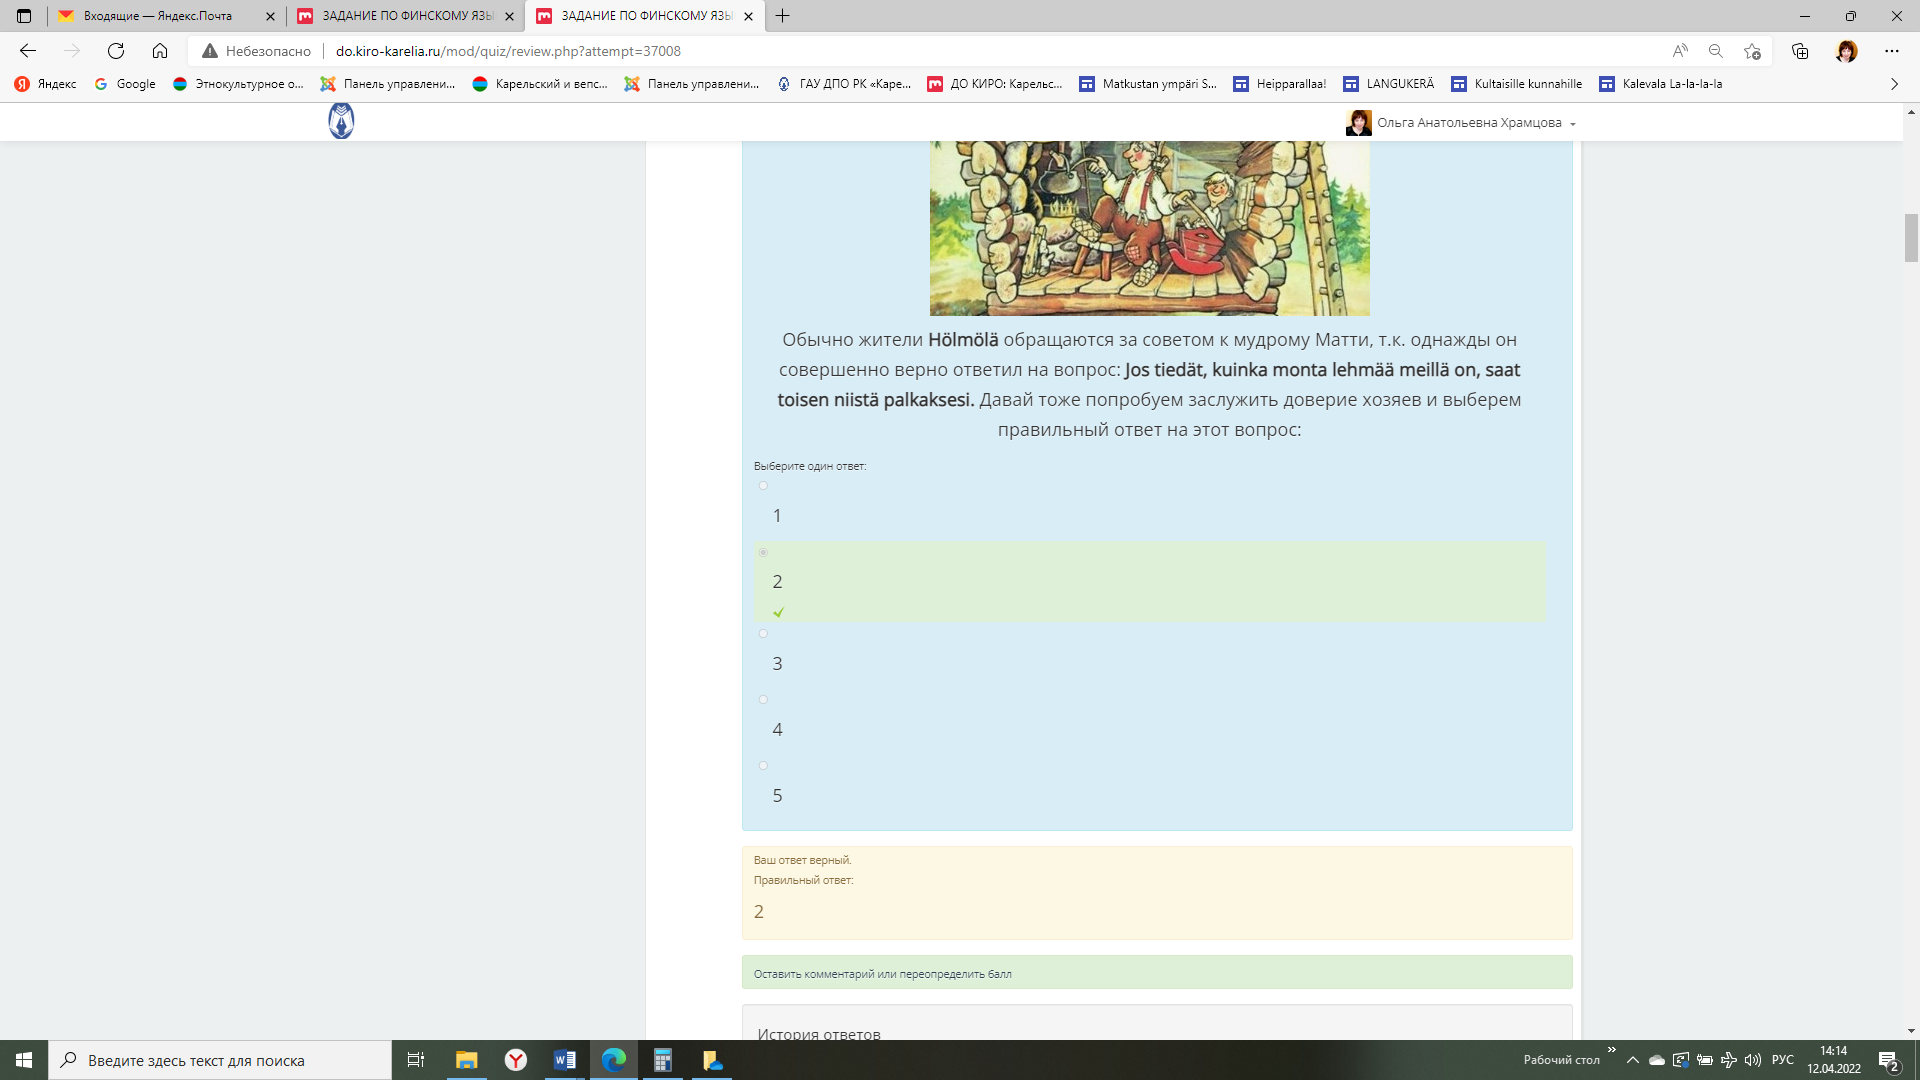 Входящие — Яндекс.Почта
ЗАДАНИЕ ПО ФИНСКОМУ ЯЗЫ
ЗАДАНИЕ ПО ФИНСКОМУ ЯЗЫ
Небезопасно
do.kiro-karelia.ru/mod/quiz/review.php?attempt=37008
Яндекс
Google
Этнокультурное о...
Панель управлени...
Карельский и вепс...
Панель управлени...
ГАУ ДПО РК «Каре...
ДО КИРО: Карельс...
Matkustan ympäri S...
Heipparallaa!
LANGUKERÄ
Kultaisille kunnahille
Kalevala La-la-la-la
Ольга Анатольевна Храмцова
Обычно жители Hölmölä обращаются за советом к мудрому Матти, т.к. однажды он
совершенно верно ответил на вопрос: Jos tiedät, kuinka monta lehmää meillä on, saat
toisen niistä palkaksesi. Давай тоже попробуем заслужить доверие хозяев и выберем
правильный ответ на этот вопрос:
Выберите один ответ:
1
2
3
4
5
Ваш ответ верный.
Правильный ответ:
2
Оставить комментарий или переопределить балл
История ответов
Введите здесь текст для поиска
Рабочий стол
РУС
14:14
12.04.2022
2